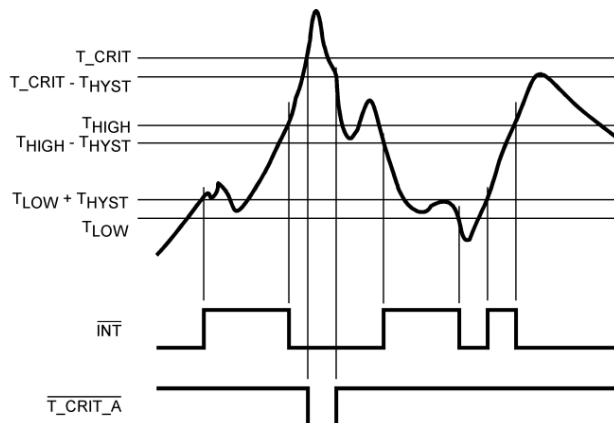 T_CRIT
T_CRIT - THYST
THIGH
THIGH - THYST
TLOW + THYST
TLOW
INT
T_CRIT_A